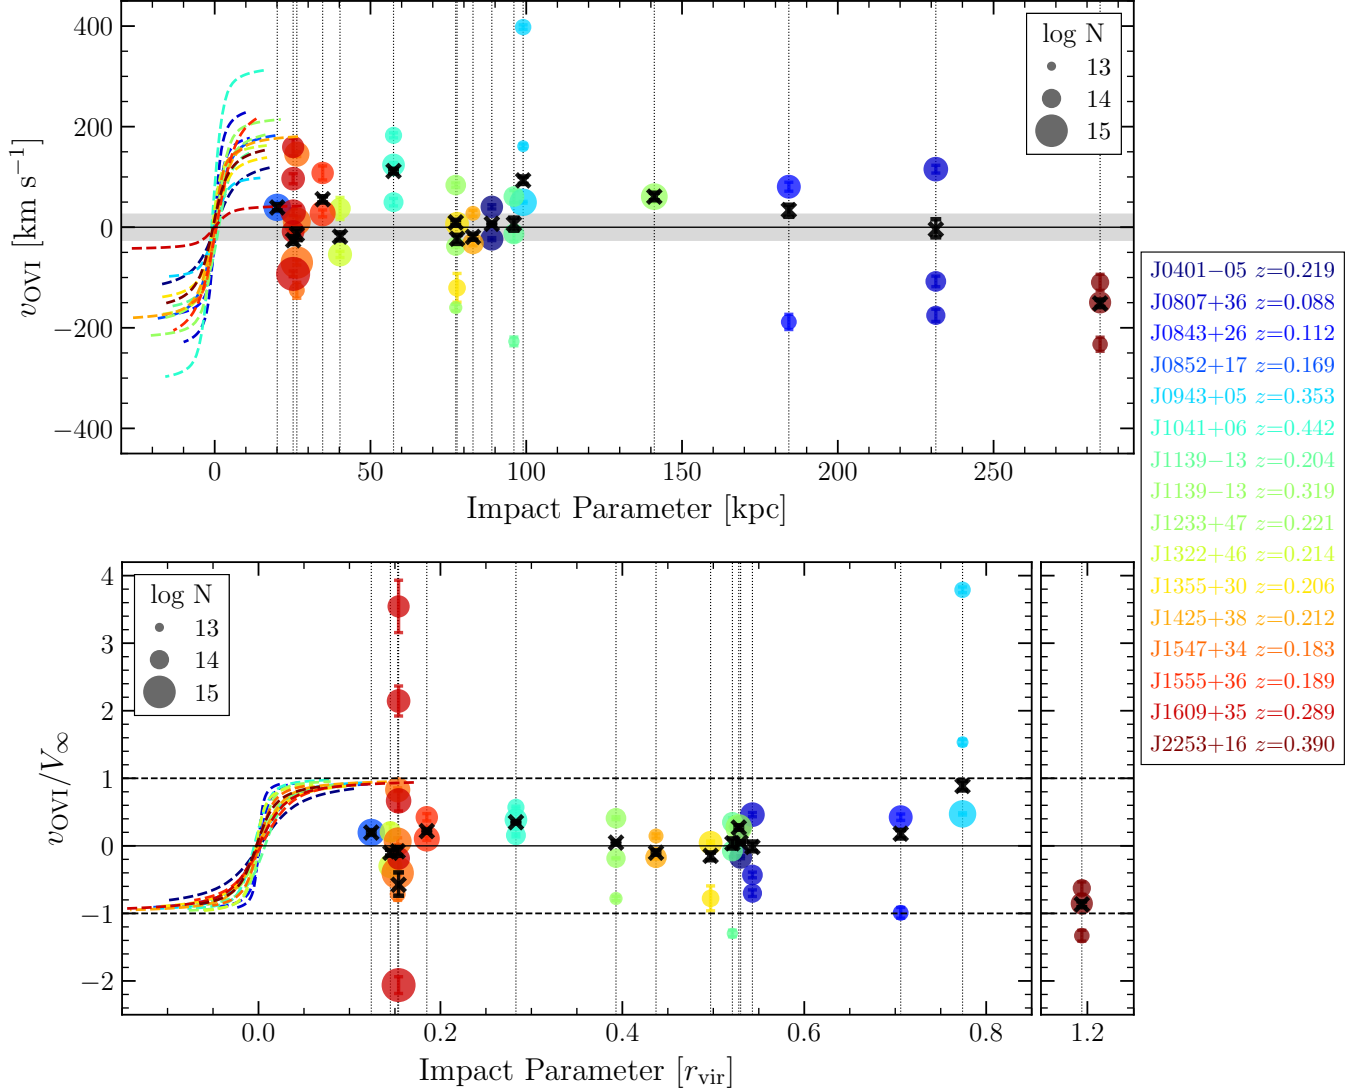 400
200
0
−200
−400
v_OVI [km s⁻¹]
log N
13
14
15
0
50
100
150
200
250
Impact Parameter [kpc]
J0401−05 z=0.219
J0807+36 z=0.088
J0843+26 z=0.112
J0852+17 z=0.169
J0943+05 z=0.353
J1041+06 z=0.442
J1139−13 z=0.204
J1139−13 z=0.319
J1233+47 z=0.221
J1322+46 z=0.214
J1355+30 z=0.206
J1425+38 z=0.212
J1547+34 z=0.183
J1555+36 z=0.189
J1609+35 z=0.289
J2253+16 z=0.390
4
3
2
1
0
−1
−2
v_OVI/V_∞
log N
13
14
15
0.0
0.2
0.4
0.6
0.8
1.2
Impact Parameter [r_vir]